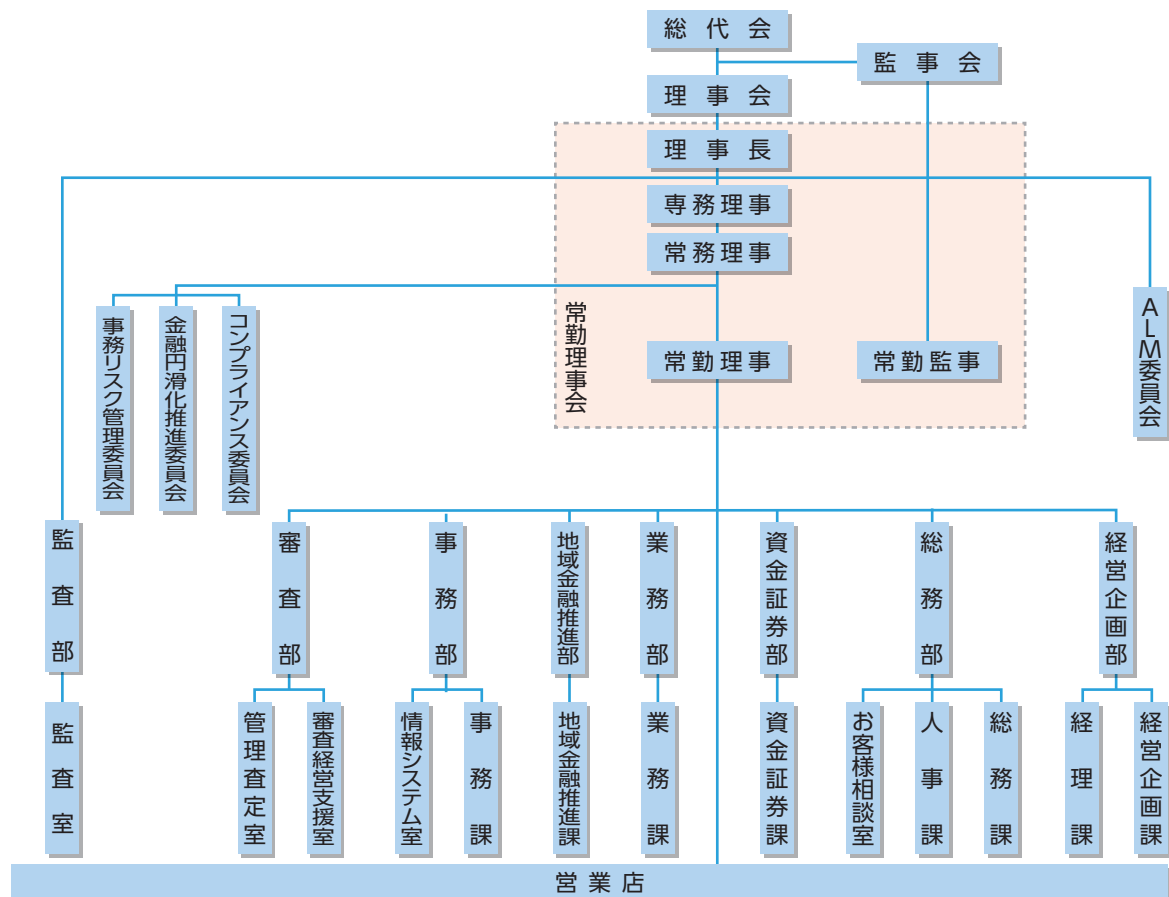 総代会
監事会
理事会
理事長
専務理事
常務理事
常勤理事会
常勤理事
常勤監事
事務リスク管理委員会
金融円滑化推進委員会
コンプライアンス委員会
ALM委員会
監査部
審査部
事務部
地域金融推進部
業務部
資金証券部
総務部
経営企画部
監査室
管理査定室
審査経営支援室
情報システム室
事務課
地域金融推進課
業務課
資金証券課
お客様相談室
人事課
総務課
経理課
経営企画課
営業店